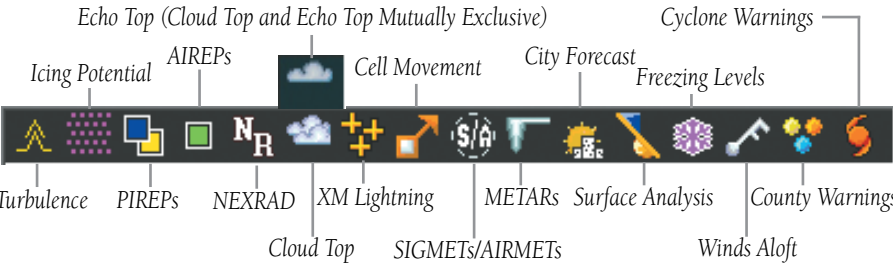 Echo Top (Cloud Top and Echo Top Mutually Exclusive)
Cyclone Warnings
AIREPs
City Forecast
Icing Potential
Cell Movement
Freezing Levels
NR
S/A
Turbulence
PIREPs
NEXRAD
XM Lightning
METARs
Surface Analysis
County Warnings
Cloud Top
SIGMETs/AIRMETs
Winds Aloft